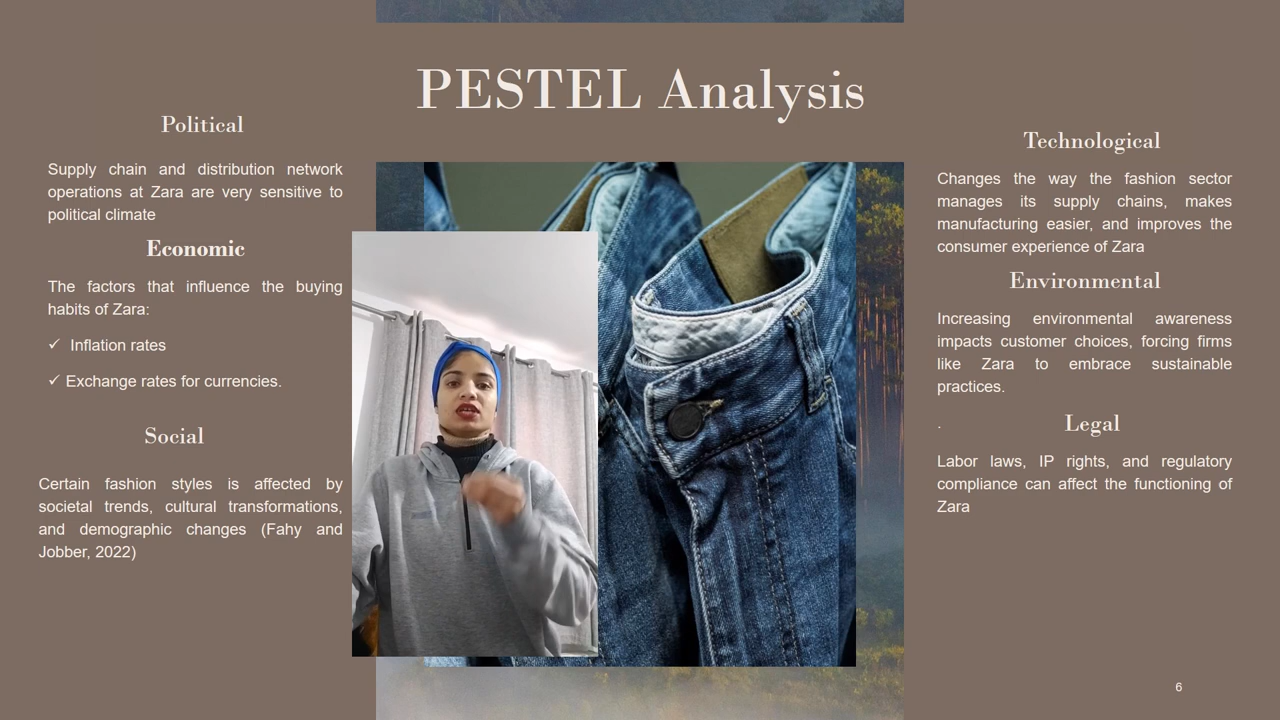 PESTEL Analysis
Political
Supply chain and distribution network
operations at Zara are very sensitive to
political climate
Economic
The factors that influence the buying
habits of Zara:
✓ Inflation rates
✓ Exchange rates for currencies.
Social
Certain fashion styles is affected by
societal trends, cultural transformations,
and demographic changes (Fahy and
Jobber, 2022)
Technological
Changes the way the fashion sector
manages its supply chains, makes
manufacturing easier, and improves the
consumer experience of Zara
Environmental
Increasing environmental awareness
impacts customer choices, forcing firms
like Zara to embrace sustainable
practices.
.
Legal
Labor laws, IP rights, and regulatory
compliance can affect the functioning of
Zara
6